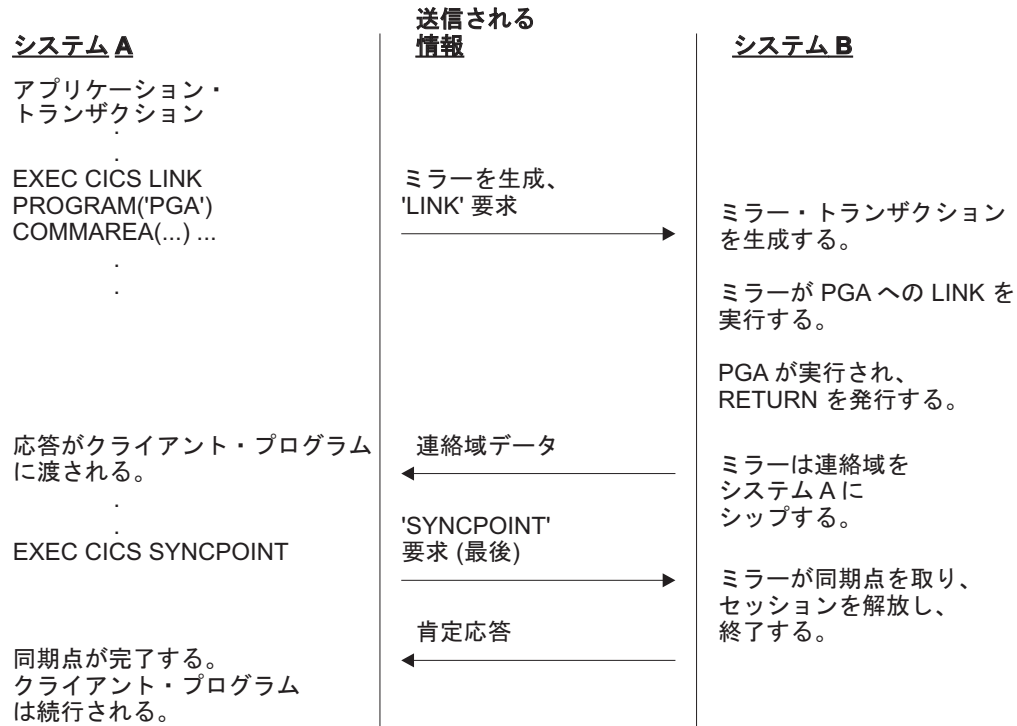 システム A
送信される
情報
システム B
アプリケーション・
トランザクション
.
.
EXEC CICS LINK
PROGRAM('PGA')
COMMAREA(...) ...
.
.
ミラーを生成、
'LINK' 要求
ミラー・トランザクション
を生成する。
ミラーが PGA への LINK を
実行する。
PGA が実行され、
RETURN を発行する。
応答がクライアント・プログラム
に渡される。
.
.
連絡域データ
ミラーは連絡域を
システム A に
シップする。
EXEC CICS SYNCPOINT
'SYNCPOINT'
要求 (最後)
ミラーが同期点を取り、
セッションを解放し、
終了する。
肯定応答
同期点が完了する。
クライアント・プログラム
は続行される。